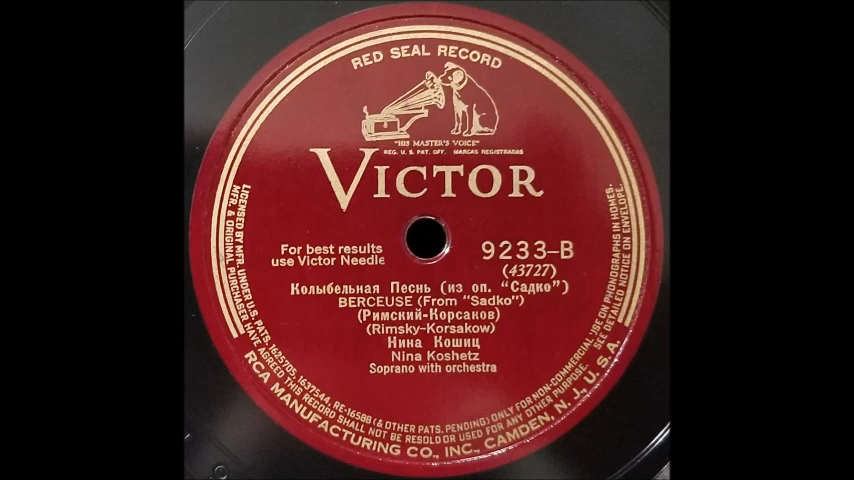 RED SEAL RECORD
"HIS MASTER'S VOICE"
REG. U. S. PAT. OFF. MARCAS REGISTRADAS
VICTOR
For best results
use Victor Needle
9233-B
(43727)
Колыбельная Песнь (из оп. "Садко")
BERCEUSE (From "Sadko")
(Римский-Корсаков)
(Rimsky-Korsakow)
Нина Кошиц
Nina Koshetz
Soprano with orchestra
LICENSED BY MFR. UNDER U.S. PATS. 1625705, 1637544, RE-16588 (& OTHER PATS. PENDING) ONLY FOR NON-COMMERCIAL USE ON PHONOGRAPHS IN HOMES.
MFR. & ORIGINAL PURCHASER HAVE AGREED THIS RECORD SHALL NOT BE RESOLD OR USED FOR ANY OTHER PURPOSE. SEE DETAILED NOTICE ON ENVELOPE.
RCA MANUFACTURING CO., INC., CAMDEN, N. J., U. S. A.